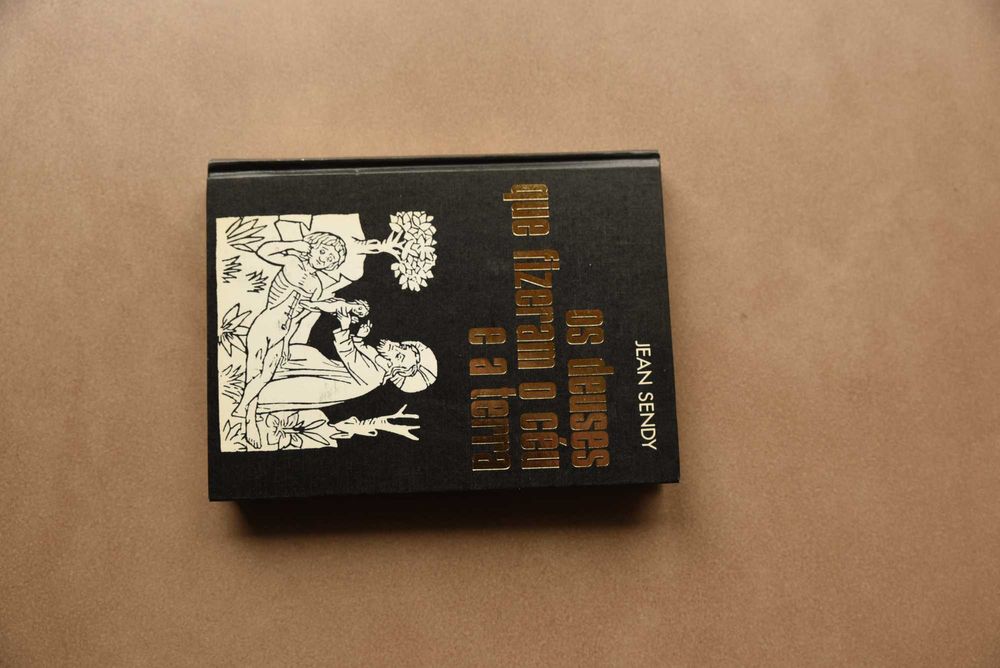 JEAN SENDY
os deuses
que fizeram o céu
e a terra